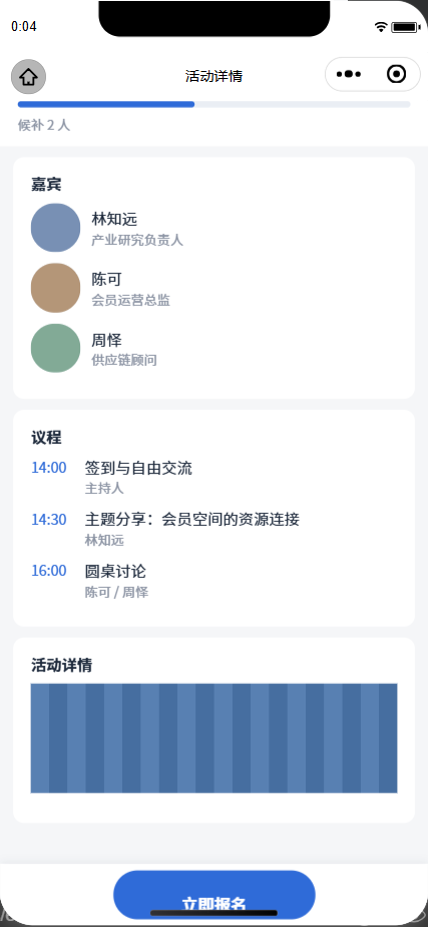 0:04
活动详情
候补 2 人
嘉宾
林知远
产业研究负责人
陈可
会员运营总监
周怿
供应链顾问
议程
14:00 签到与自由交流
主持人
14:30 主题分享：会员空间的资源连接
林知远
16:00 圆桌讨论
陈可 / 周怿
活动详情
立即报名